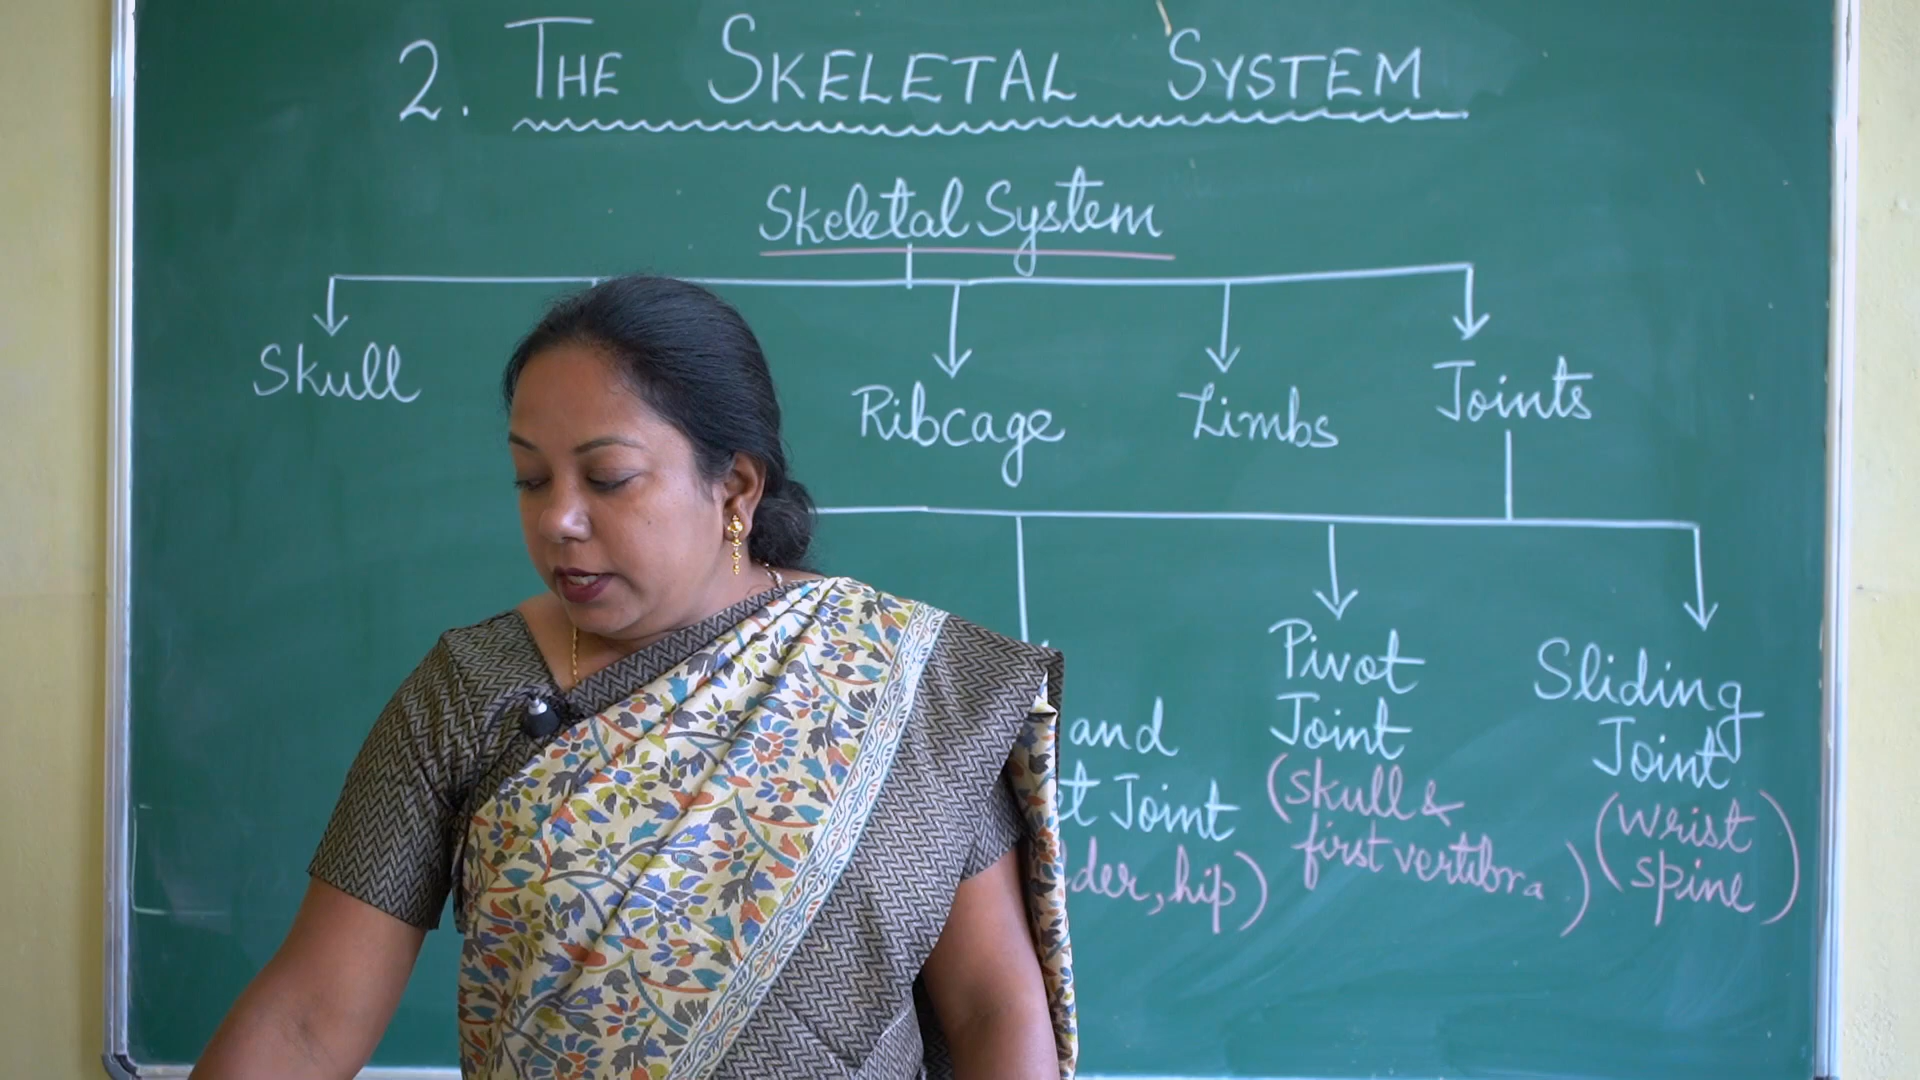 2. THE SKELETAL SYSTEM
Skeletal System
Skull Ribcage Limbs Joints
and
Joint
hip)
Pivot
Joint
(skull &
first vertibra)
Sliding
Joint
(wrist
spine)